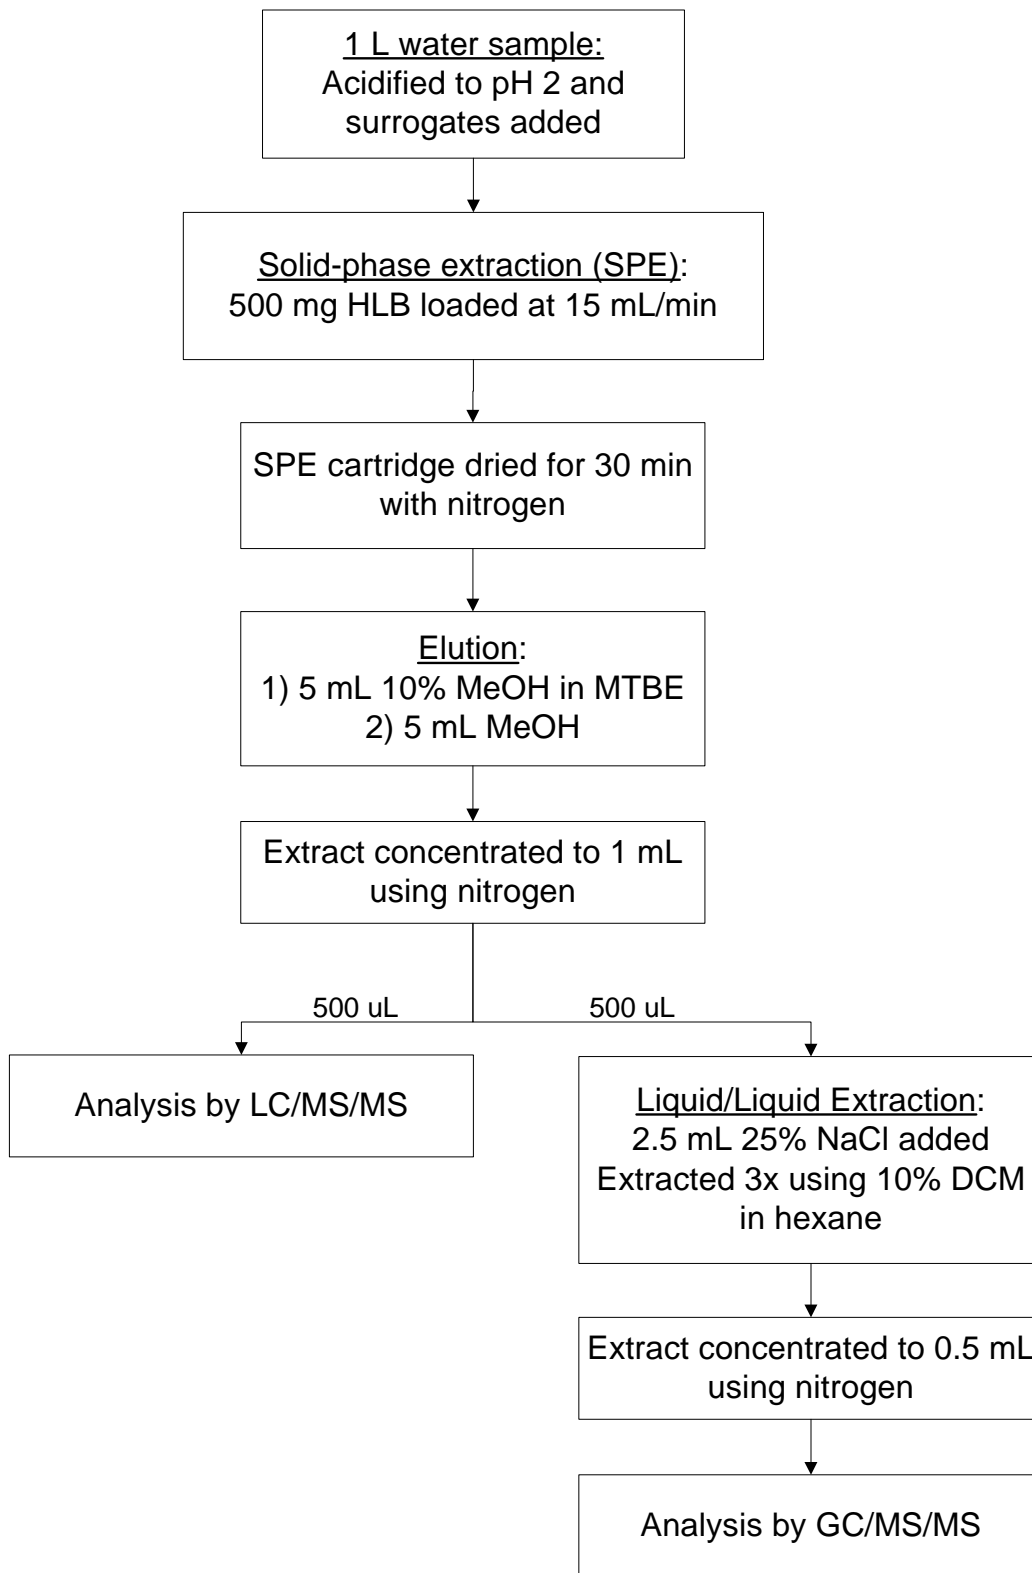 1 L water sample:
Acidified to pH 2 and
surrogates added
Solid-phase extraction (SPE):
500 mg HLB loaded at 15 mL/min
SPE cartridge dried for 30 min
with nitrogen
Elution:
1) 5 mL 10% MeOH in MTBE
2) 5 mL MeOH
Extract concentrated to 1 mL
using nitrogen
500 uL
500 uL
Analysis by LC/MS/MS
Liquid/Liquid Extraction:
2.5 mL 25% NaCl added
Extracted 3x using 10% DCM
in hexane
Extract concentrated to 0.5 mL
using nitrogen
Analysis by GC/MS/MS